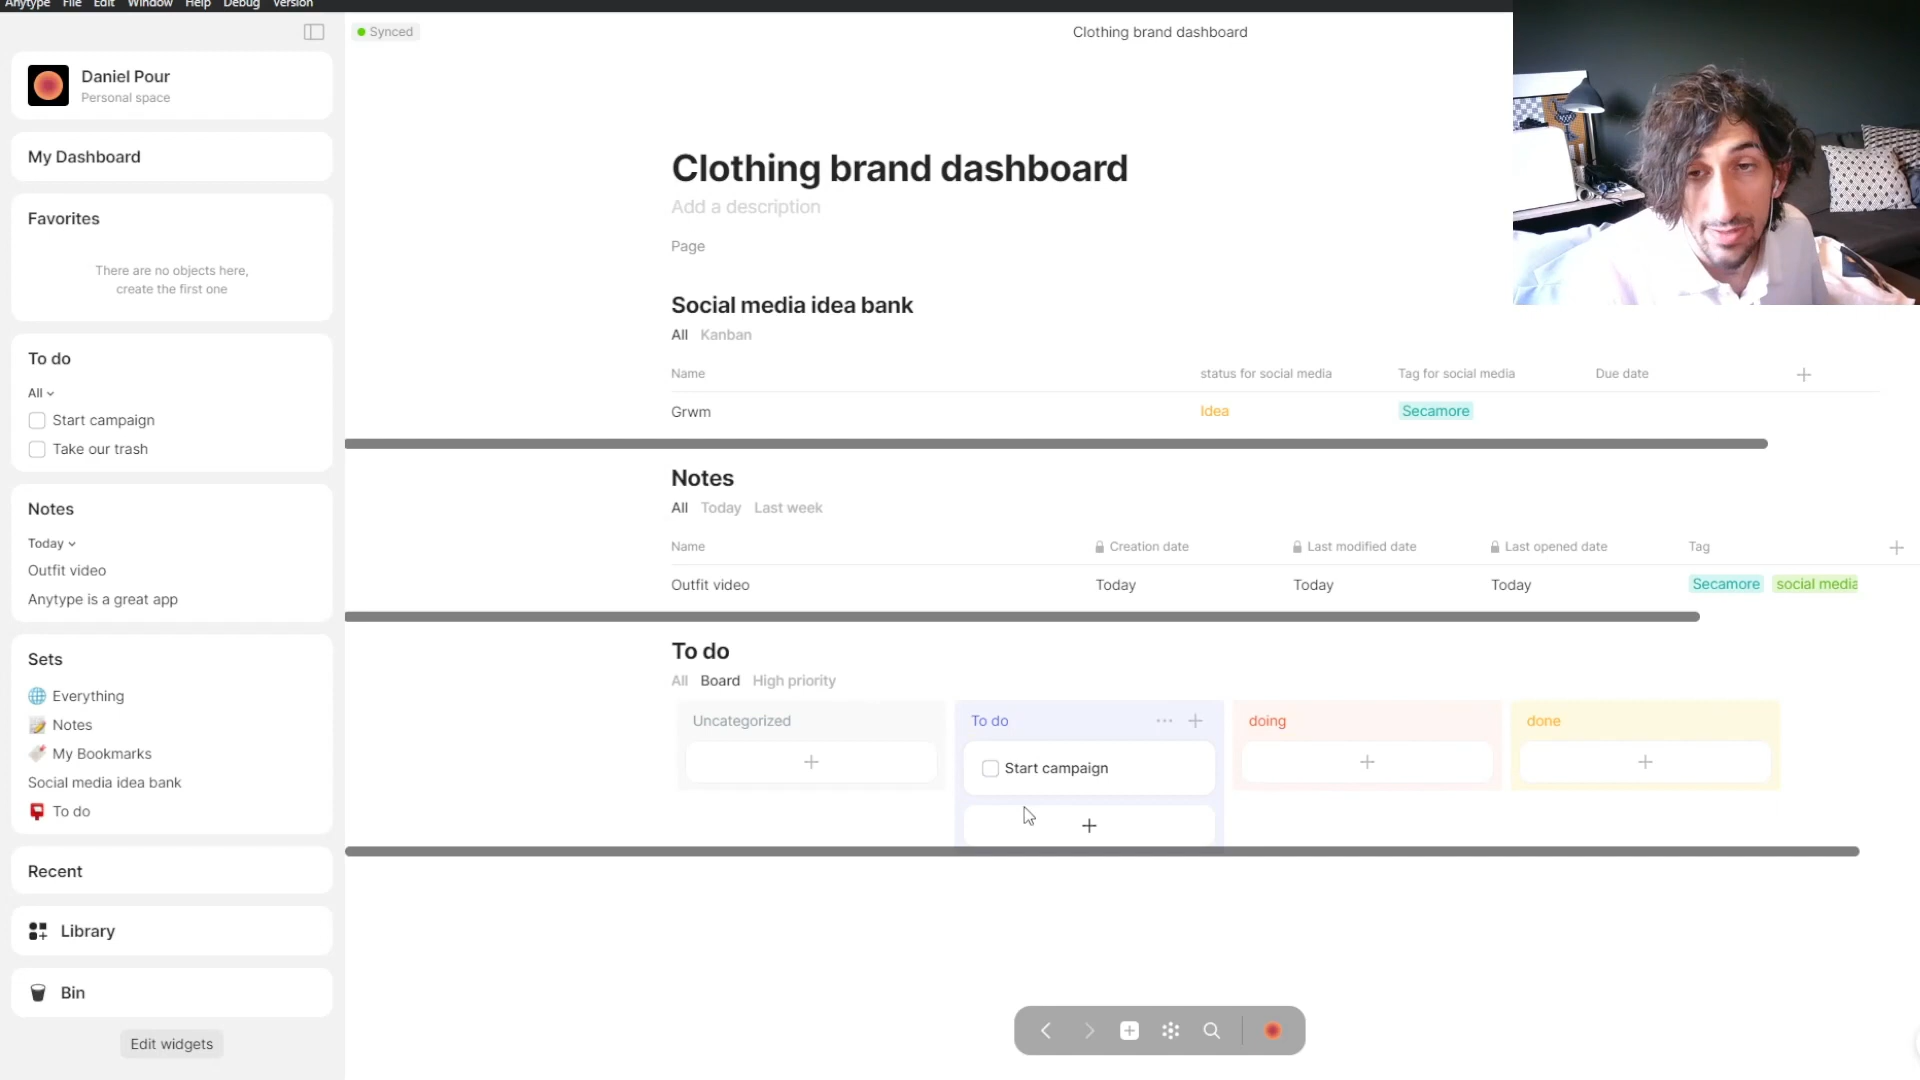 Anytype File Edit Window Help Debug Version
Synced
Clothing brand dashboard
Daniel Pour
Personal space
My Dashboard
Favorites
There are no objects here,
create the first one
To do
All
Start campaign
Take our trash
Notes
Today
Outfit video
Anytype is a great app
Sets
Everything
Notes
My Bookmarks
Social media idea bank
To do
Recent
Library
Bin
Edit widgets
Clothing brand dashboard
Add a description
Page
Social media idea bank
All Kanban
Name status for social media Tag for social media Due date
Grwm Idea Secamore
Notes
All Today Last week
Name Creation date Last modified date Last opened date Tag
Outfit video Today Today Today Secamore social media
To do
All Board High priority
Uncategorized To do doing done
Start campaign